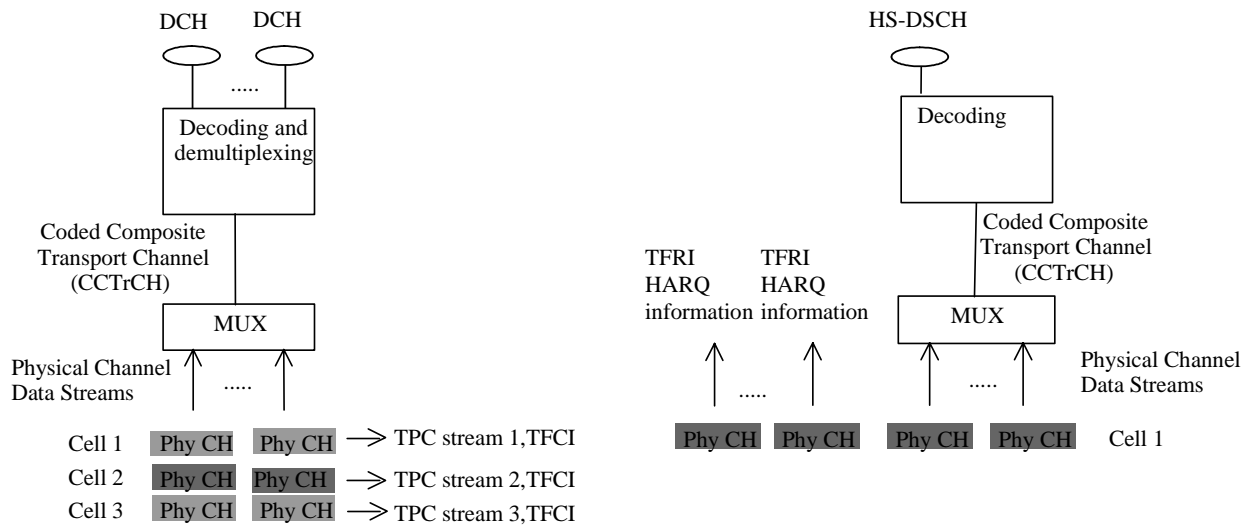 DCH
DCH
.....
Decoding and
demultiplexing
Coded Composite
Transport Channel
(CCTrCH)
MUX
Physical Channel
Data Streams
.....
Cell 1
Phy CH
Phy CH
TPC stream 1,TFCI
Cell 2
Phy CH
Phy CH
TPC stream 2,TFCI
Cell 3
Phy CH
Phy CH
TPC stream 3,TFCI
HS-DSCH
Decoding
Coded Composite
Transport Channel
(CCTrCH)
TFRI
HARQ
information
TFRI
HARQ
information
MUX
Physical Channel
Data Streams
.....
.....
Phy CH
Phy CH
Phy CH
Phy CH
Cell 1